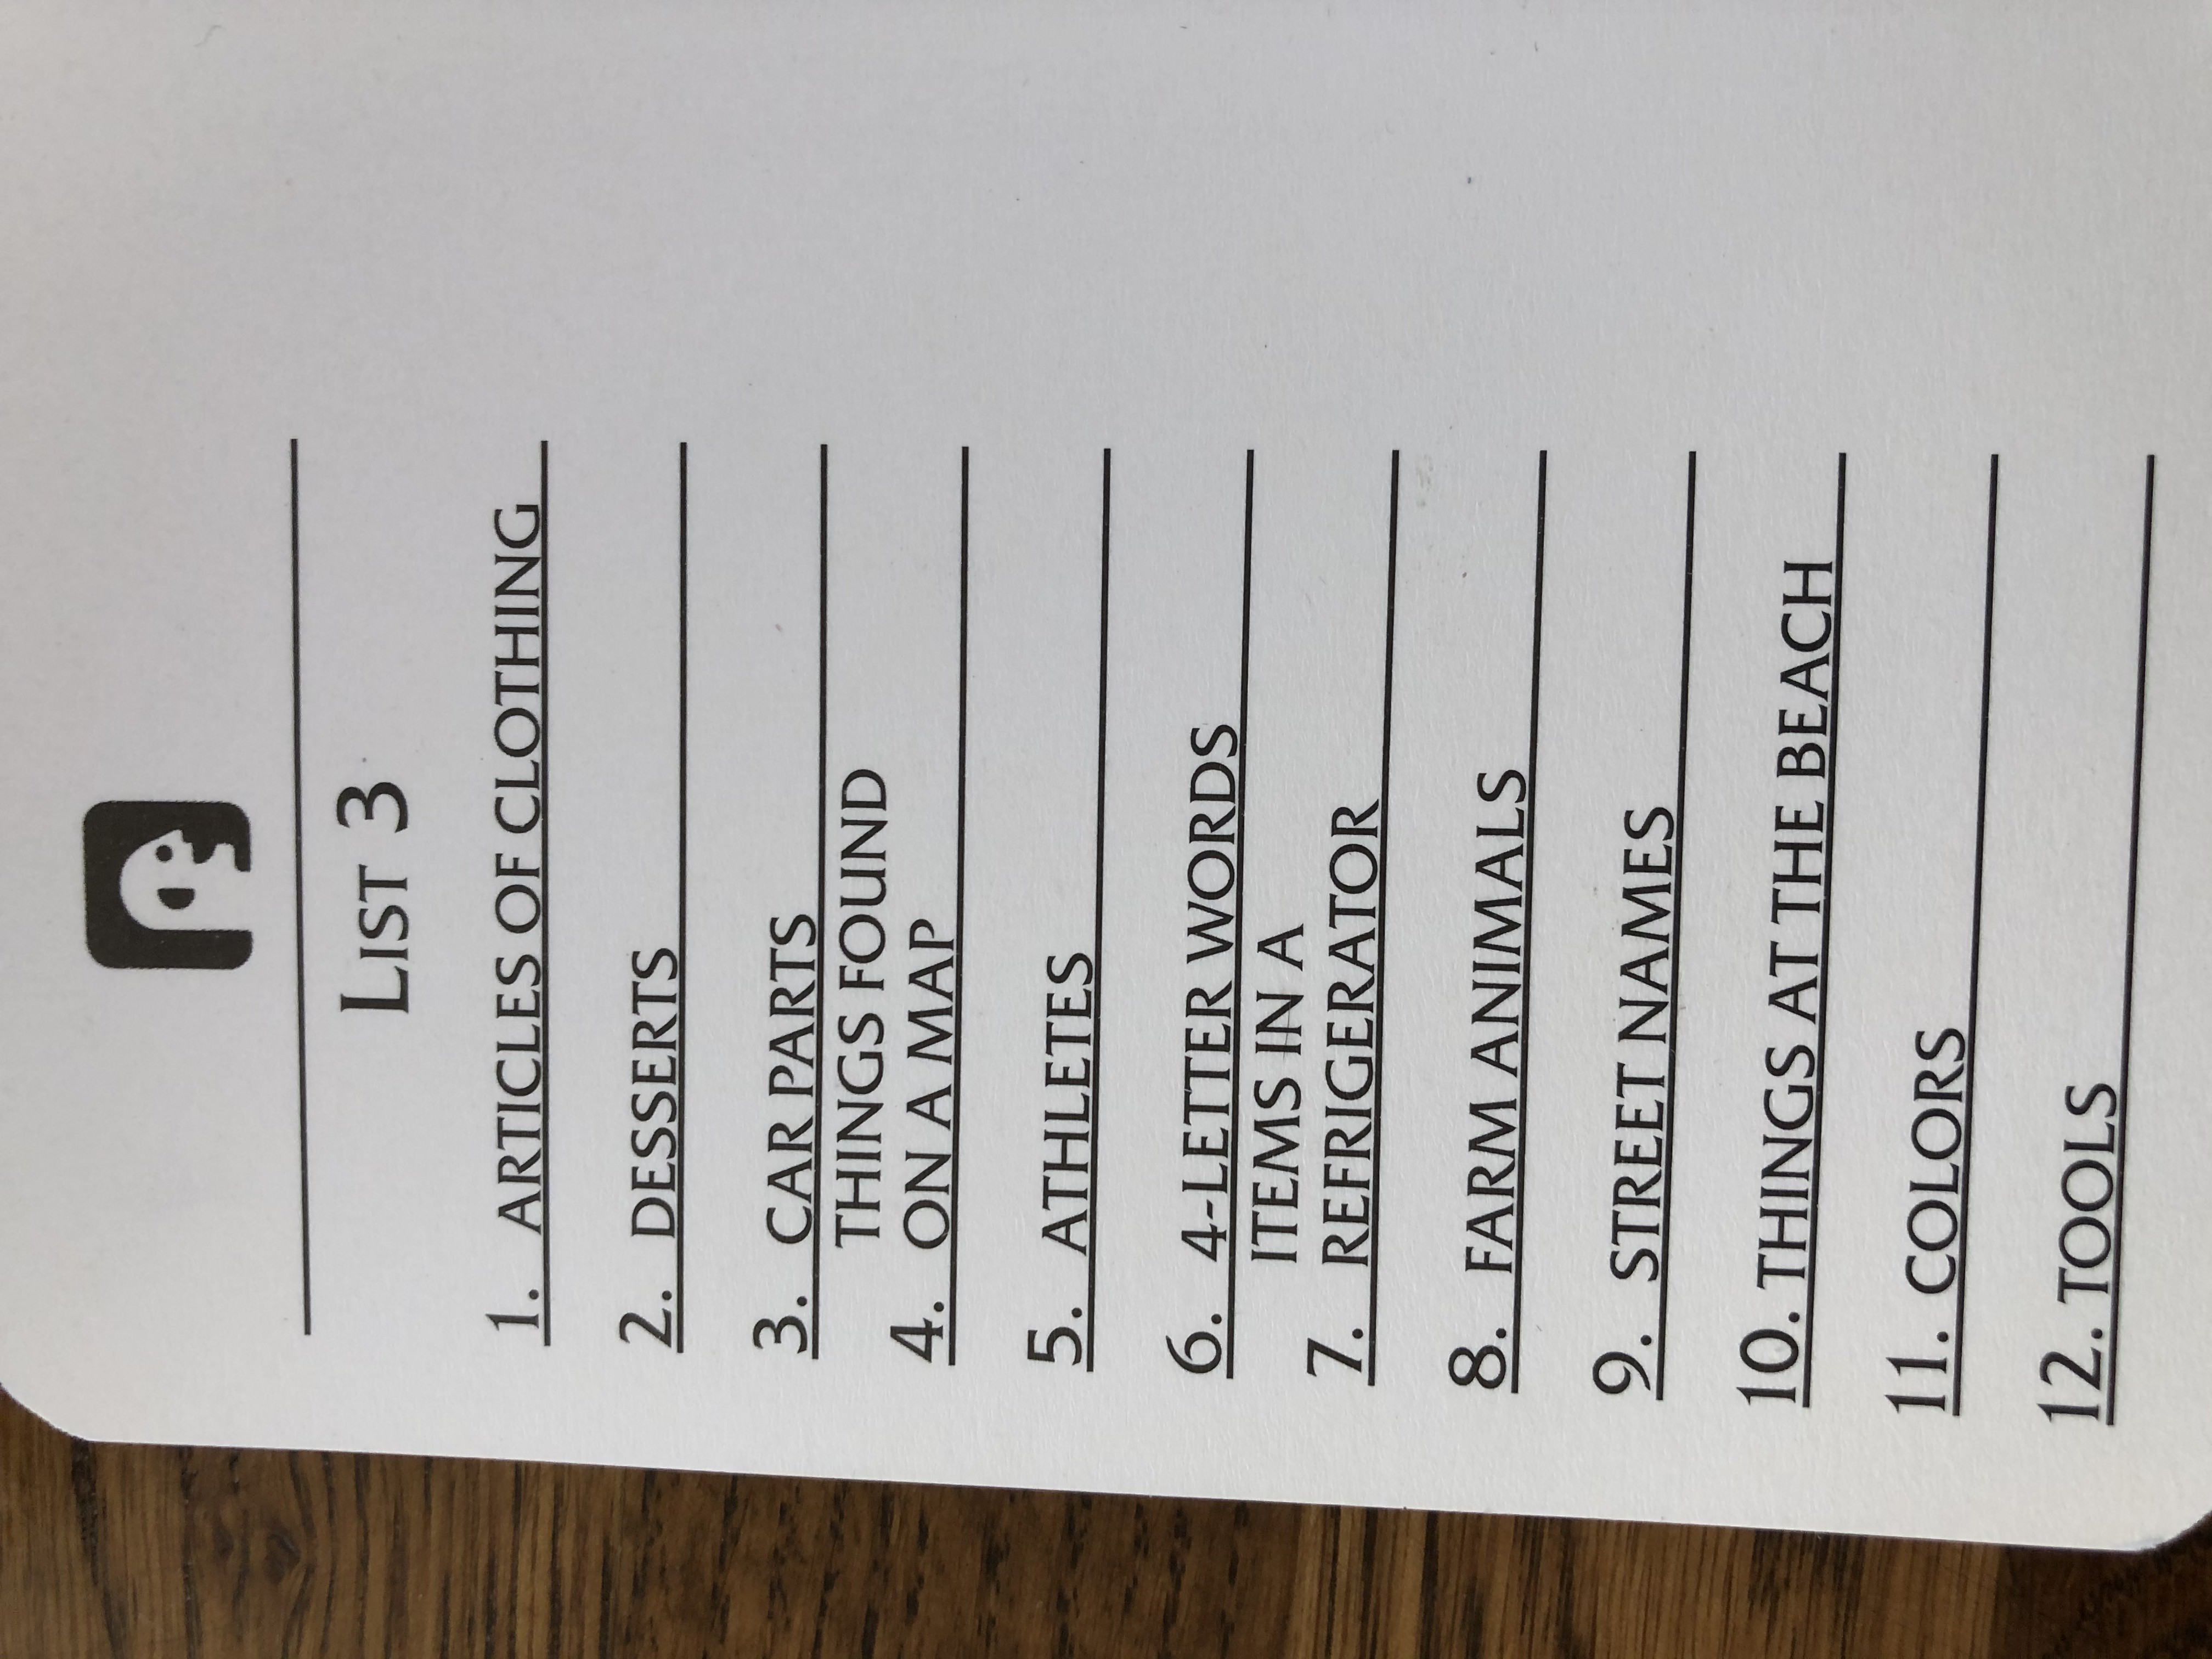 LIST 3
1. ARTICLES OF CLOTHING
2. DESSERTS
3. CAR PARTS
THINGS FOUND
4. ON A MAP
5. ATHLETES
6. 4-LETTER WORDS
ITEMS IN A
7. REFRIGERATOR
8. FARM ANIMALS
9. STREET NAMES
10. THINGS AT THE BEACH
11. COLORS
12. TOOLS